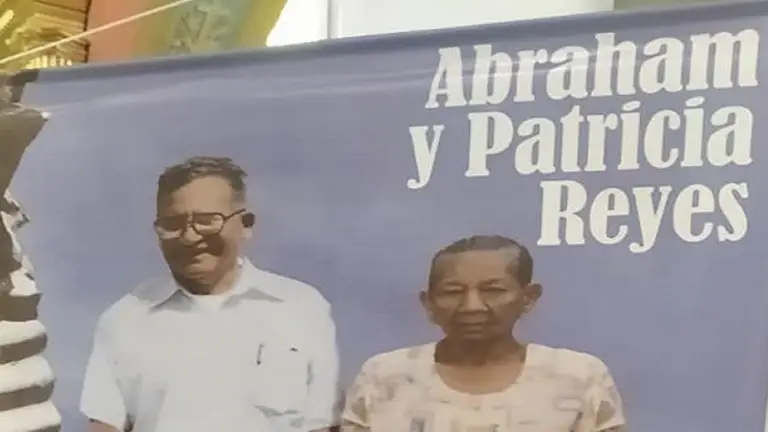 Abraham
y Patricia
Reyes